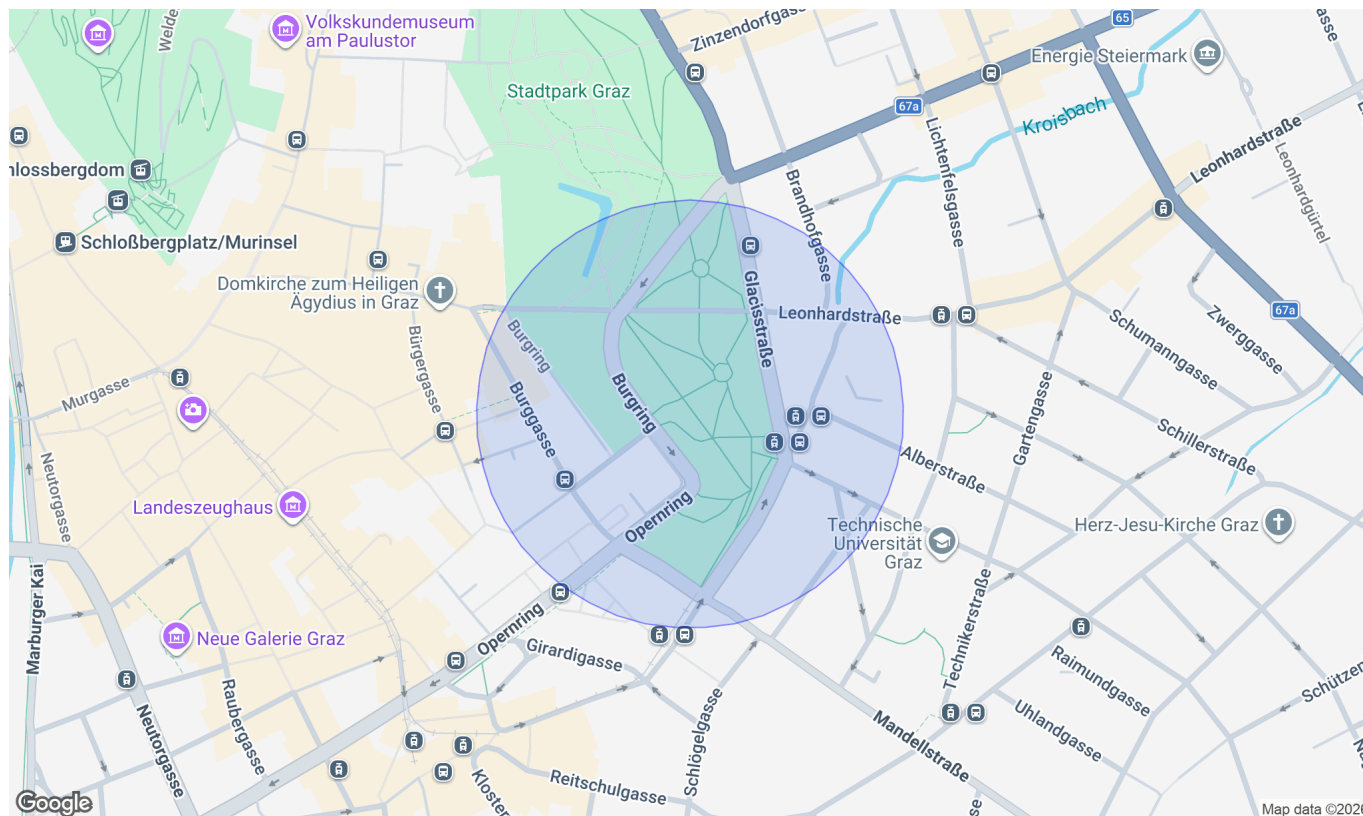 Volkskundemuseum
am Paulustor
Zinzendorfgasse
65
Energie Steiermark
Stadtpark Graz
67a
Kroisbach
Lichtenfelsgasse
Leonhardstraße
Leonhardgürtel
hlossbergdom
Brandhofgasse
Schloßbergplatz/Murinsel
Domkirche zum Heiligen
Ägydius in Graz
Glacisstraße
Leonhardstraße
67a
Zwerggasse
Schumanngasse
Burgring
Bürgergasse
Murgasse
Burggasse
Burgring
Gartengasse
Schillerstraße
Alberstraße
Neutorgasse
Landeszeughaus
Opernring
Technische
Universität
Graz
Herz-Jesu-Kirche Graz
Marburger Kai
Neue Galerie Graz
Opernring
Girardigasse
Technikerstraße
Raimundgasse
Raubergasse
Neutorgasse
Schlögelgasse
Mandellstraße
Uhlandgasse
Schützen
Kloster
Reitschulgasse
Google
Map data ©2026